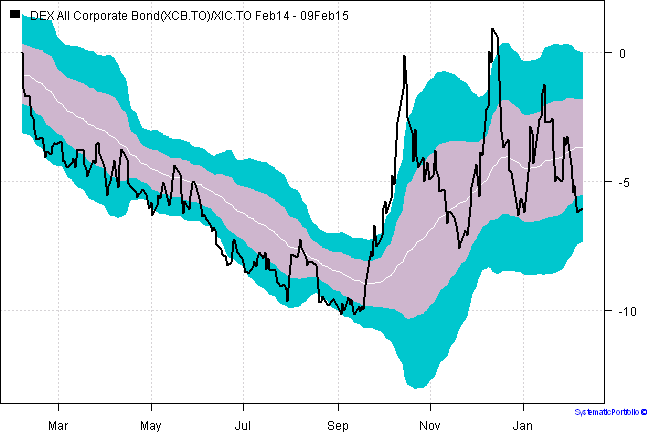 DEX All Corporate Bond(XCB.TO)/XIC.TO Feb14 - 09Feb15
0
-5
-10
Mar May Jul Sep Nov Jan
SystematicPortfolio ©